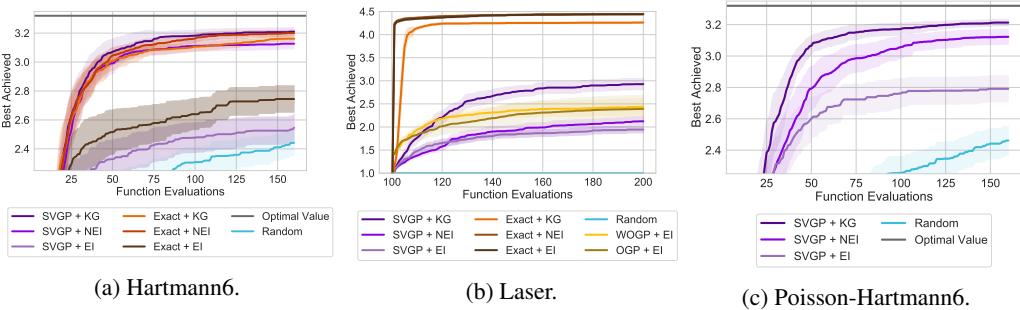 Best Achieved
3.2
3.0
2.8
2.6
2.4
25 50 75 100 125 150
Function Evaluations
SVGP + KG Exact + KG Optimal Value
SVGP + NEI Exact + NEI Random
SVGP + EI Exact + EI
(a) Hartmann6.
Best Achieved
4.5
4.0
3.5
3.0
2.5
2.0
1.5
1.0
100 120 140 160 180 200
Function Evaluations
SVGP + KG Exact + KG Random
SVGP + NEI Exact + NEI WOGP + EI
SVGP + EI Exact + EI OGP + EI
(b) Laser.
Best Achieved
3.2
3.0
2.8
2.6
2.4
25 50 75 100 125 150
Function Evaluations
SVGP + KG Random
SVGP + NEI Optimal Value
SVGP + EI
(c) Poisson-Hartmann6.